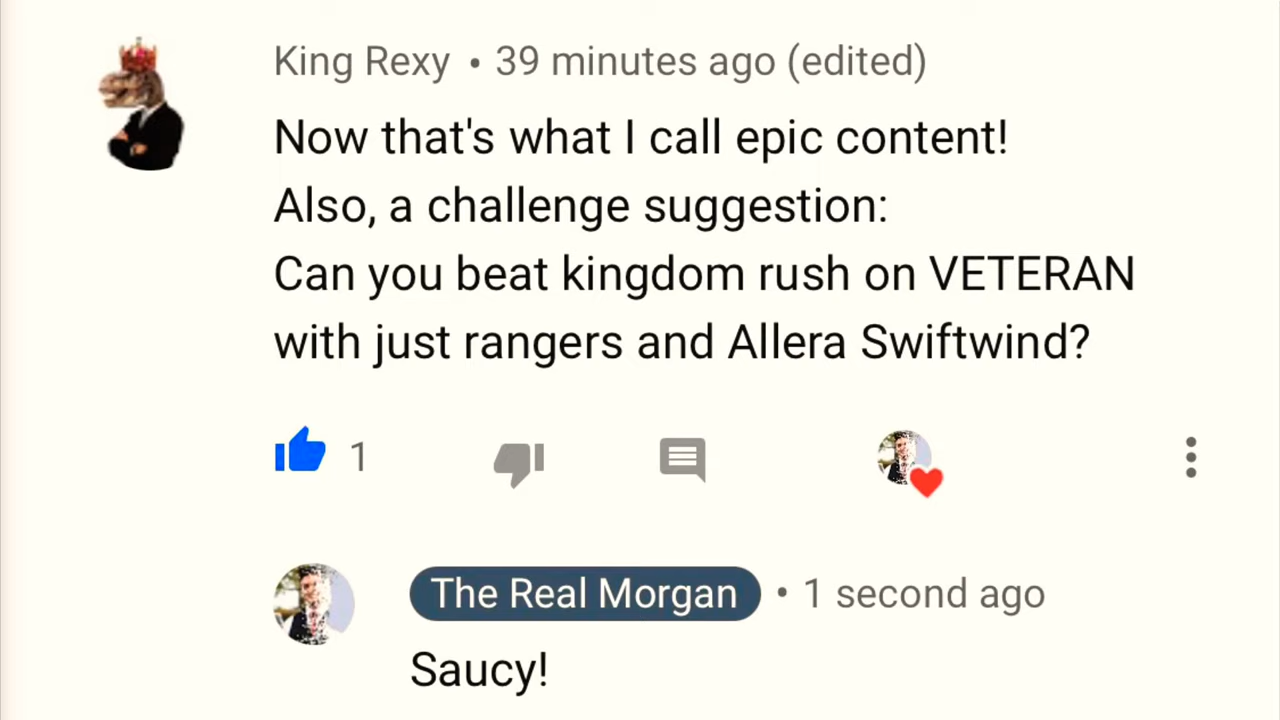 King Rexy • 39 minutes ago (edited)
Now that's what I call epic content!
Also, a challenge suggestion:
Can you beat kingdom rush on VETERAN
with just rangers and Allera Swiftwind?
1
The Real Morgan • 1 second ago
Saucy!